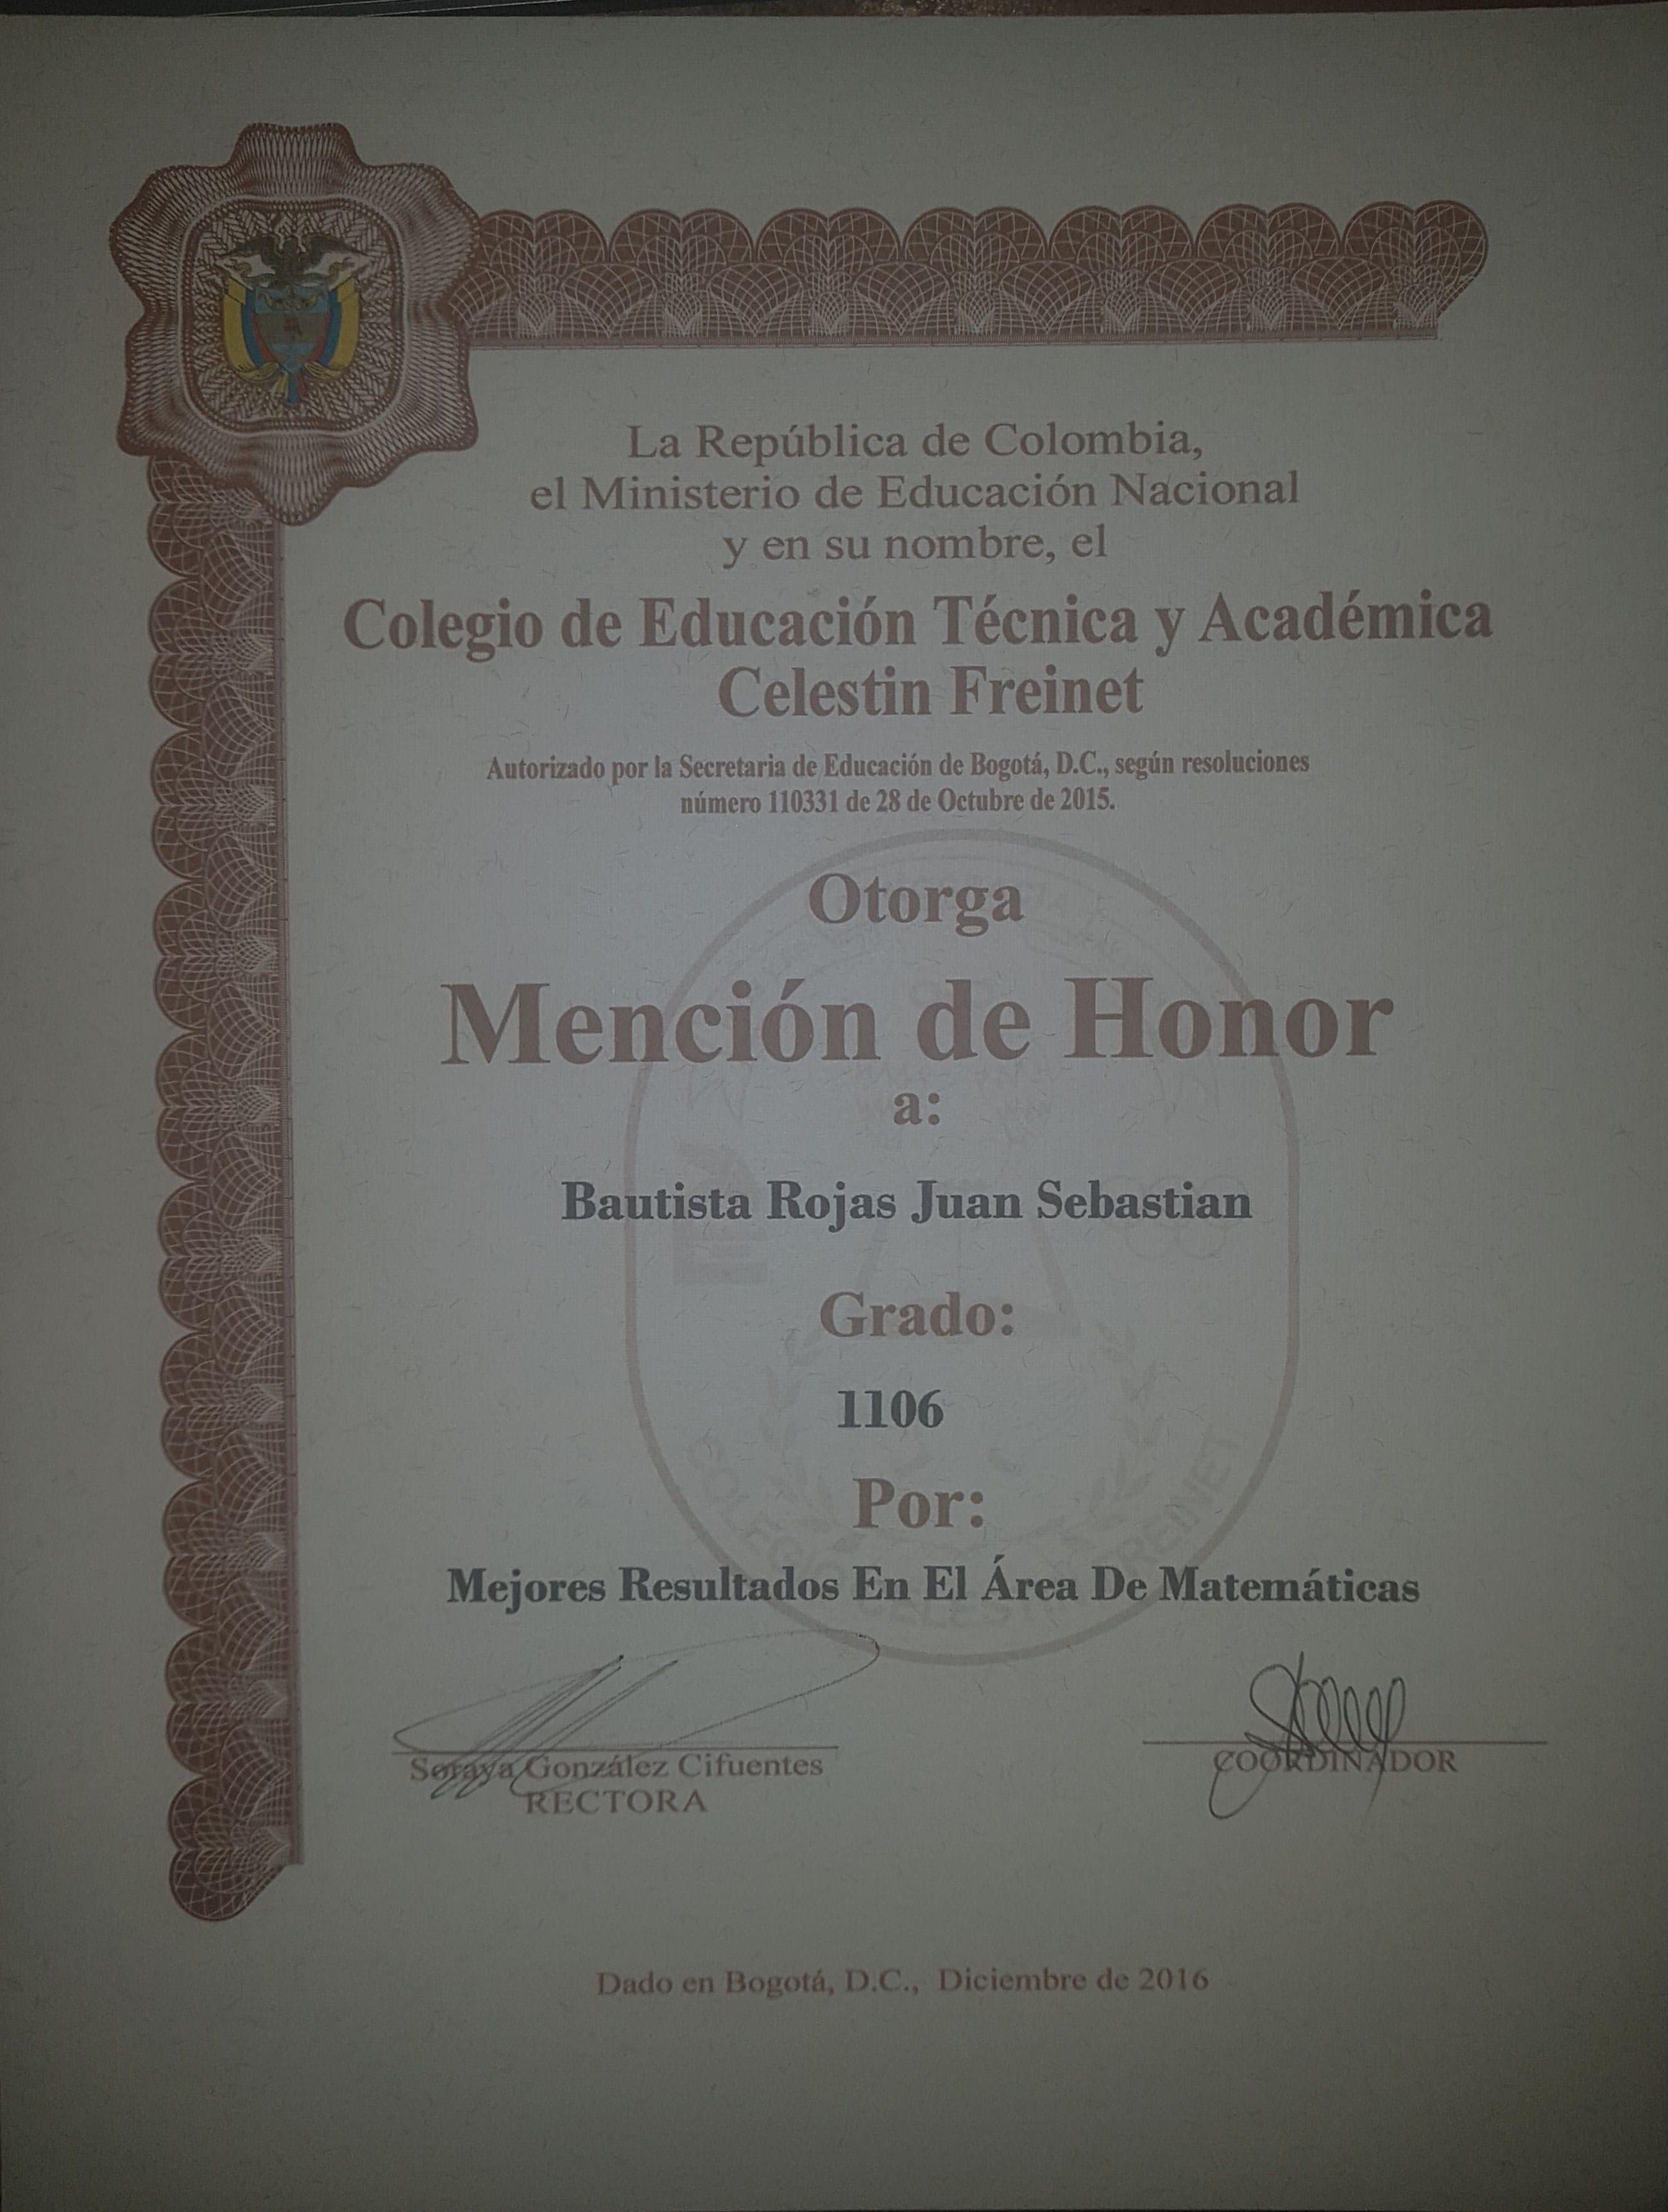 La República de Colombia,
el Ministerio de Educación Nacional
y en su nombre, el
Colegio de Educación Técnica y Académica
Celestin Freinet
Autorizado por la Secretaria de Educación de Bogotá, D.C., según resoluciones
número 110331 de 28 de Octubre de 2015.
Otorga
Mención de Honor
a:
Bautista Rojas Juan Sebastian
Grado:
1106
Por:
Mejores Resultados En El Área De Matemáticas
Soraya González Cifuentes
RECTORA
COORDINADOR
Dado en Bogotá, D.C., Diciembre de 2016